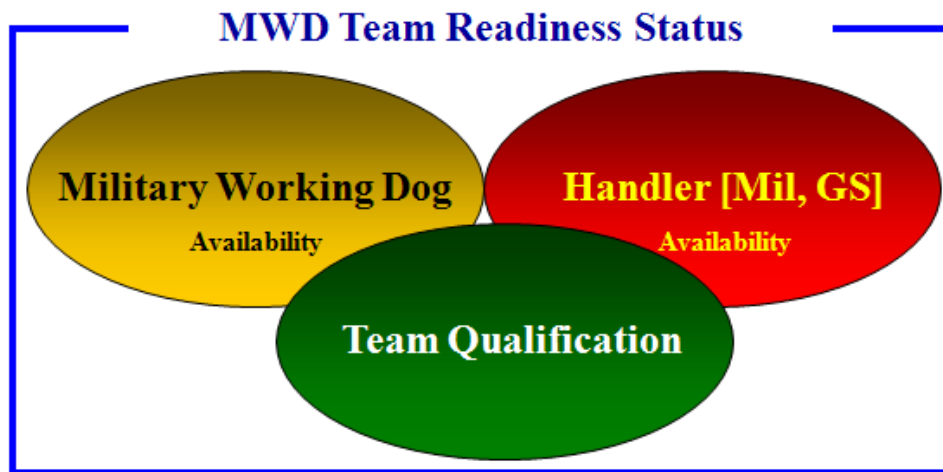 MWD Team Readiness Status
Military Working Dog
Availability
Handler [Mil, GS]
Availability
Team Qualification